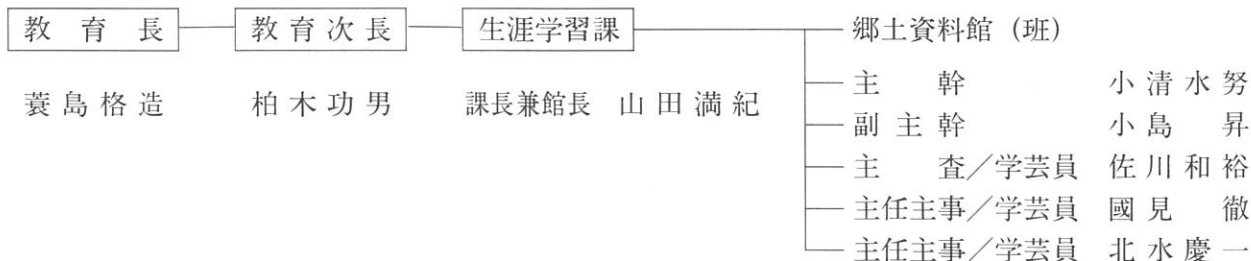 教育長 教育次長 生涯学習課 郷土資料館（班）
蓑島格造 柏木功男 課長兼館長 山田満紀
主幹 小清水努
副主幹 小島昇
主査／学芸員 佐川和裕
主任主事／学芸員 國見徹
主任主事／学芸員 北水慶一